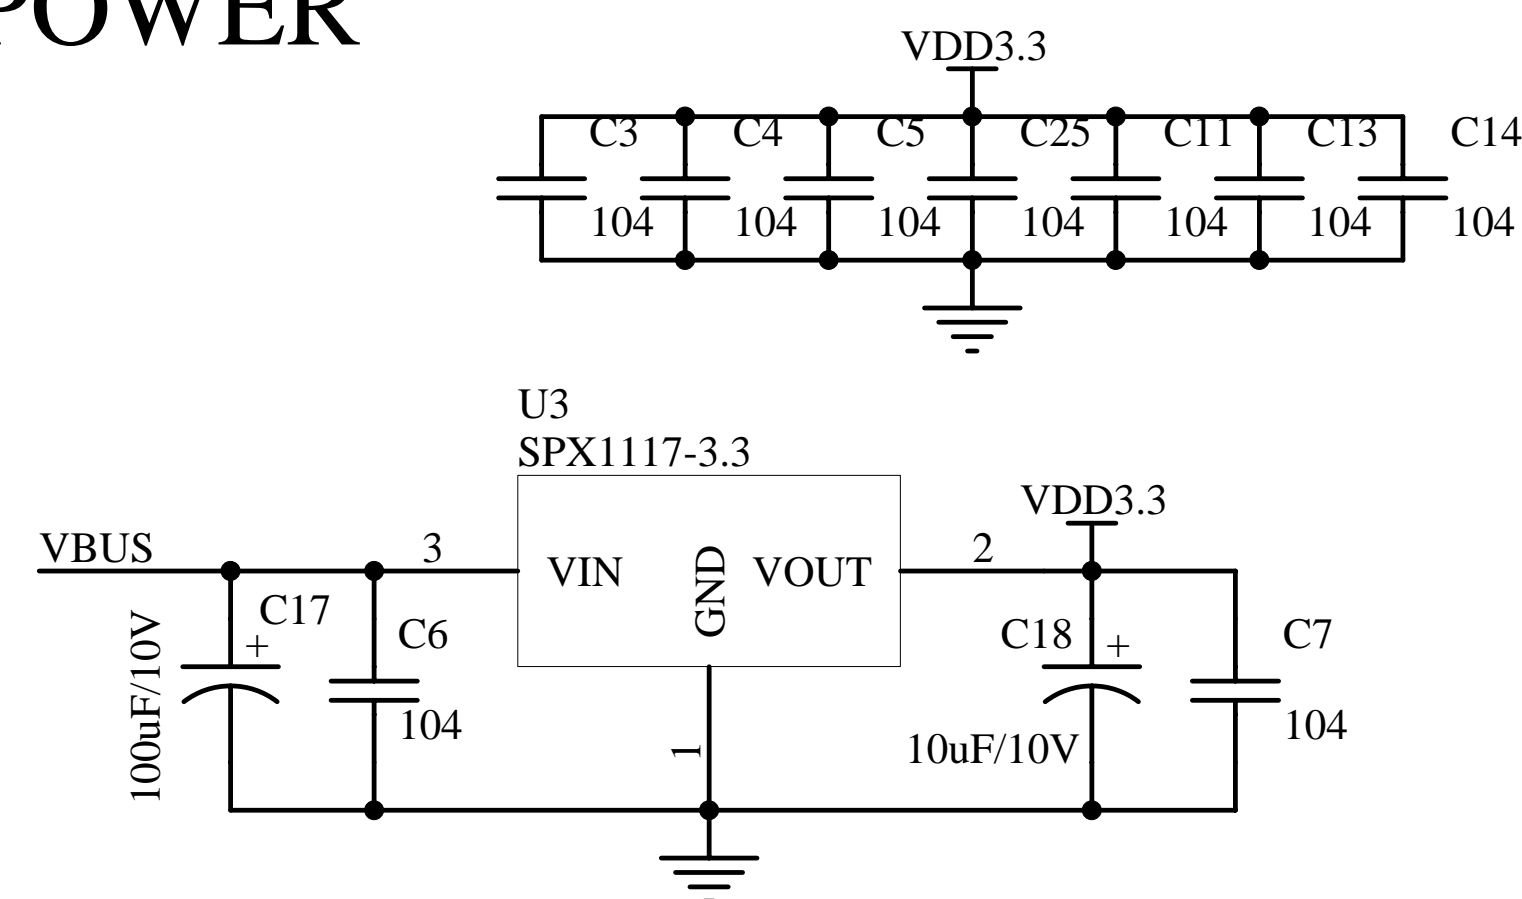 POWER
VDD3.3
C3 C4 C5 C25 C11 C13 C14
104 104 104 104 104 104 104
U3
SPX1117-3.3
VDD3.3
VBUS 3 VIN GND VOUT 2
C17 + 100uF/10V
C6
104
C18 +
10uF/10V
C7
104
1